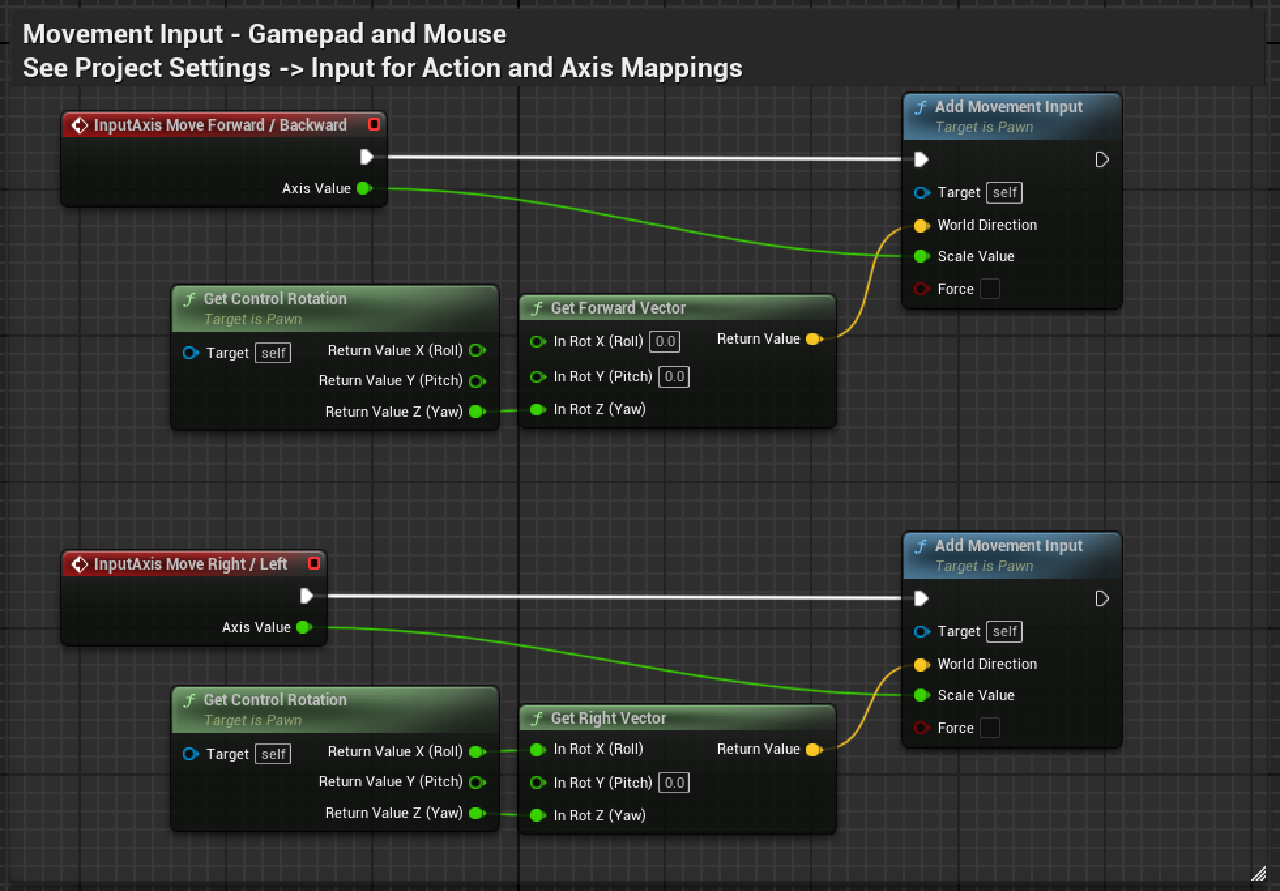 Movement Input - Gamepad and Mouse
See Project Settings -> Input for Action and Axis Mappings
InputAxis Move Forward / Backward
Axis Value
Add Movement Input
Target is Pawn
Target self
World Direction
Scale Value
Force
Get Control Rotation
Target is Pawn
Target self
Return Value X (Roll)
Return Value Y (Pitch)
Return Value Z (Yaw)
Get Forward Vector
In Rot X (Roll) 0.0
Return Value
In Rot Y (Pitch) 0.0
In Rot Z (Yaw)
InputAxis Move Right / Left
Axis Value
Add Movement Input
Target is Pawn
Target self
World Direction
Scale Value
Force
Get Control Rotation
Target is Pawn
Target self
Return Value X (Roll)
Return Value Y (Pitch)
Return Value Z (Yaw)
Get Right Vector
In Rot X (Roll)
Return Value
In Rot Y (Pitch) 0.0
In Rot Z (Yaw)